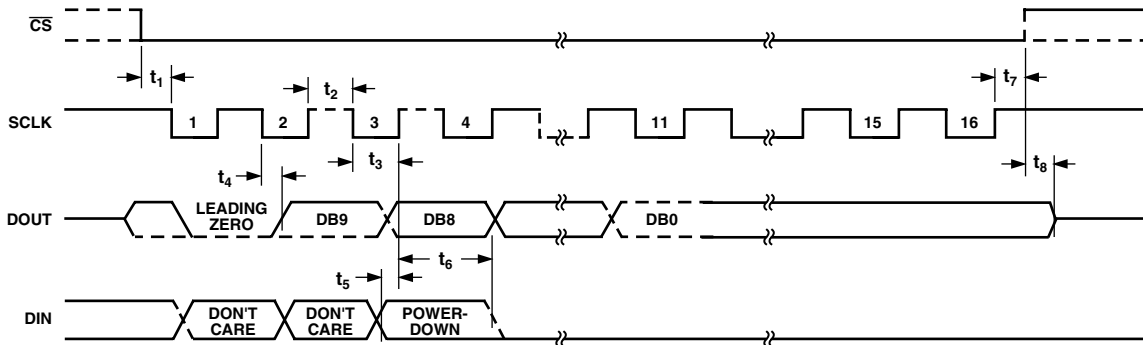 CS
t1
t7
t2
SCLK
1
2
3
4
11
15
16
t3
t4
t8
DOUT
LEADING
ZERO
DB9
DB8
DB0
t5
t6
DIN
DON'T
CARE
DON'T
CARE
POWER-
DOWN